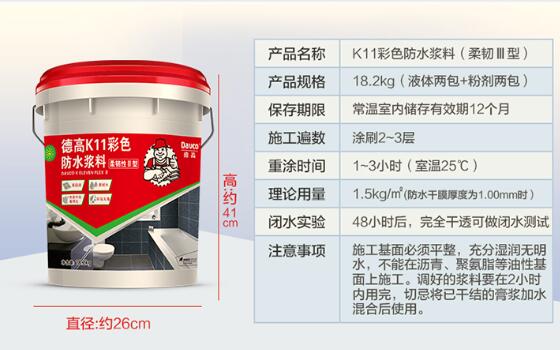 Dauco
德高
德高K11彩色
防水浆料
柔韧性Ⅲ型
DAUCO® K ELEVEN FLEX Ⅲ
高约41cm
直径:约26cm
产品名称 K11彩色防水浆料（柔韧Ⅲ型）
产品规格 18.2kg（液体两包+粉剂两包）
保存期限 常温室内储存有效期12个月
施工遍数 涂刷2~3层
重涂时间 1~3小时（室温25℃）
理论用量 1.5kg/㎡(防水干膜厚度为1.00mm时)
闭水实验 48小时后，完全干透可做闭水测试
注意事项 施工基面必须平整，充分湿润无明
水，不能在沥青、聚氨脂等油性基
面上施工。调好的浆料要在2小时
内用完，切忌将已干结的膏浆加水
混合后使用。